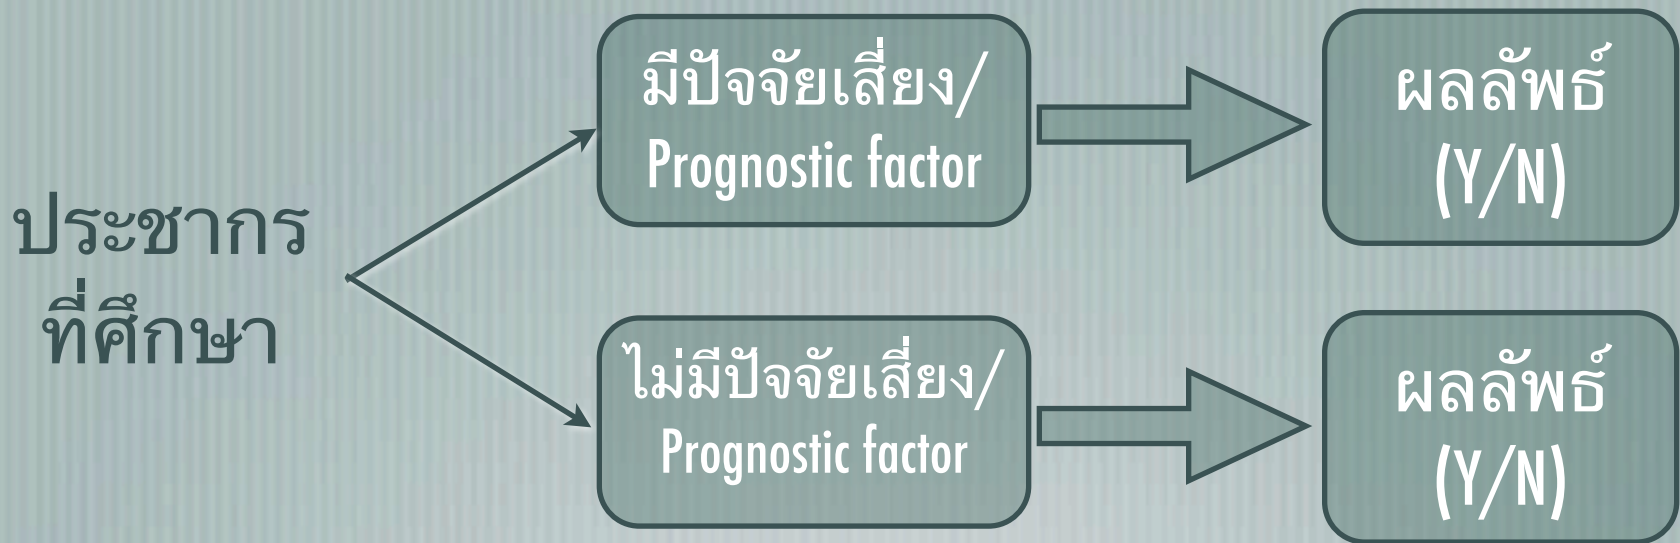 ประชากร
ที่ศึกษา
มีปัจจัยเสี่ยง/
Prognostic factor
ผลลัพธ์
(Y/N)
ไม่มีปัจจัยเสี่ยง/
Prognostic factor
ผลลัพธ์
(Y/N)